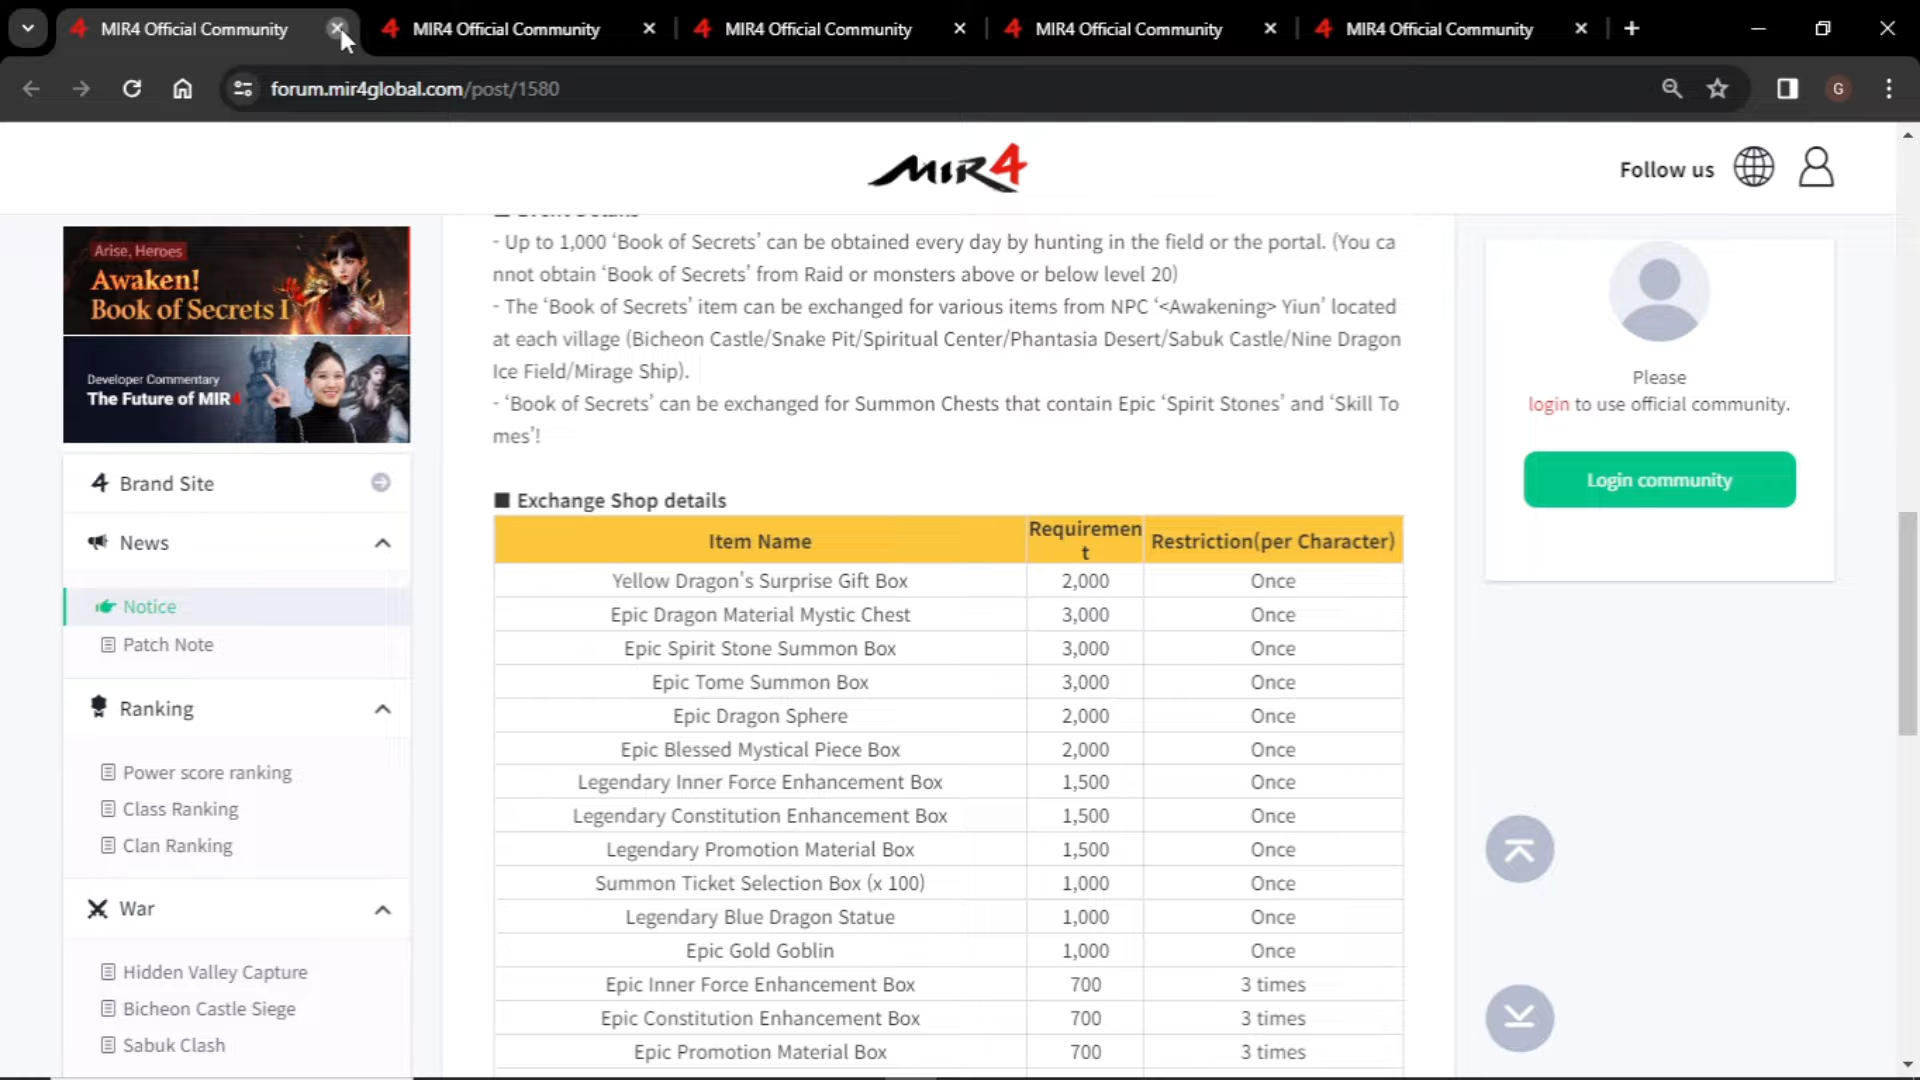 MIR4 Official Community
MIR4 Official Community
MIR4 Official Community
MIR4 Official Community
MIR4 Official Community
forum.mir4global.com/post/1580
G
MIR4
Follow us
Arise, Heroes
Awaken!
Book of Secrets I
Developer Commentary
The Future of MIR4
Brand Site
News
Notice
Patch Note
Ranking
Power score ranking
Class Ranking
Clan Ranking
War
Hidden Valley Capture
Bicheon Castle Siege
Sabuk Clash
- Up to 1,000 ‘Book of Secrets’ can be obtained every day by hunting in the field or the portal. (You ca
nnot obtain ‘Book of Secrets’ from Raid or monsters above or below level 20)
- The ‘Book of Secrets’ item can be exchanged for various items from NPC ‘<Awakening> Yiun’ located
at each village (Bicheon Castle/Snake Pit/Spiritual Center/Phantasia Desert/Sabuk Castle/Nine Dragon
Ice Field/Mirage Ship).
- ‘Book of Secrets’ can be exchanged for Summon Chests that contain Epic ‘Spirit Stones’ and ‘Skill To
mes’!
■ Exchange Shop details
Item Name Requiremen Restriction(per Character)
t
Yellow Dragon's Surprise Gift Box 2,000 Once
Epic Dragon Material Mystic Chest 3,000 Once
Epic Spirit Stone Summon Box 3,000 Once
Epic Tome Summon Box 3,000 Once
Epic Dragon Sphere 2,000 Once
Epic Blessed Mystical Piece Box 2,000 Once
Legendary Inner Force Enhancement Box 1,500 Once
Legendary Constitution Enhancement Box 1,500 Once
Legendary Promotion Material Box 1,500 Once
Summon Ticket Selection Box (x 100) 1,000 Once
Legendary Blue Dragon Statue 1,000 Once
Epic Gold Goblin 1,000 Once
Epic Inner Force Enhancement Box 700 3 times
Epic Constitution Enhancement Box 700 3 times
Epic Promotion Material Box 700 3 times
Please
login to use official community.
Login community